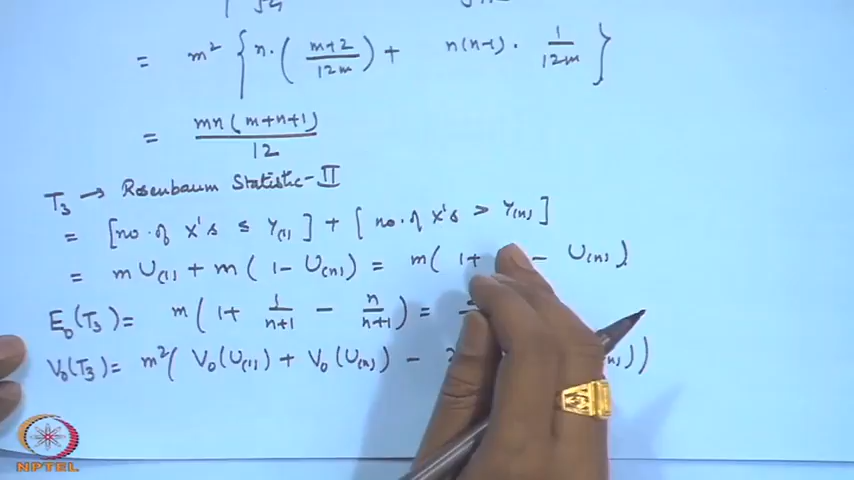 = m² { n · ( m+2 / 12m ) + n(n-1) · 1 / 12m }
= mn ( m+n+1) / 12
T₃ → Rosenbaum Statistic - II
= [no. of X's ≤ Y(1) ] + [ no. of X's > Y(n) ]
= m U(1) + m ( 1- U(n) ) = m( 1+ - U(n) )
E₀(T₃) = m ( 1+ 1 / n+1 - n / n+1 ) =
V₀(T₃) = m² ( V₀(U(1)) + V₀(U(n)) - ))
NPTEL